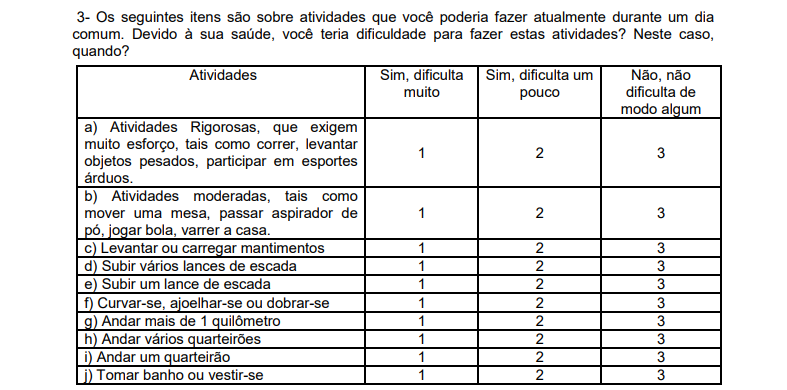 3- Os seguintes itens são sobre atividades que você poderia fazer atualmente durante um dia
comum. Devido à sua saúde, você teria dificuldade para fazer estas atividades? Neste caso,
quando?
Atividades Sim, dificulta muito Sim, dificulta um pouco Não, não dificulta de modo algum
a) Atividades Rigorosas, que exigem
muito esforço, tais como correr, levantar
objetos pesados, participar em esportes
árduos.
1 2 3
b) Atividades moderadas, tais como
mover uma mesa, passar aspirador de
pó, jogar bola, varrer a casa.
1 2 3
c) Levantar ou carregar mantimentos 1 2 3
d) Subir vários lances de escada 1 2 3
e) Subir um lance de escada 1 2 3
f) Curvar-se, ajoelhar-se ou dobrar-se 1 2 3
g) Andar mais de 1 quilômetro 1 2 3
h) Andar vários quarteirões 1 2 3
i) Andar um quarteirão 1 2 3
j) Tomar banho ou vestir-se 1 2 3